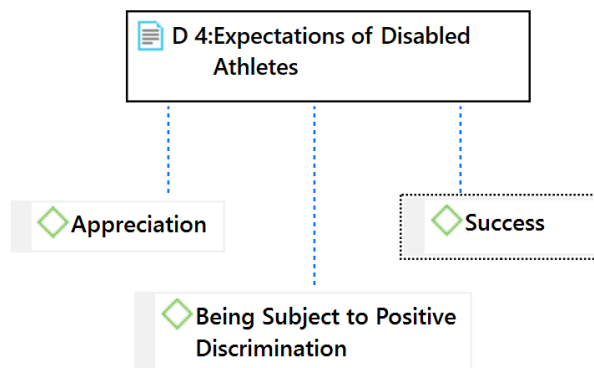 D 4:Expectations of Disabled
Athletes
Appreciation
Success
Being Subject to Positive
Discrimination